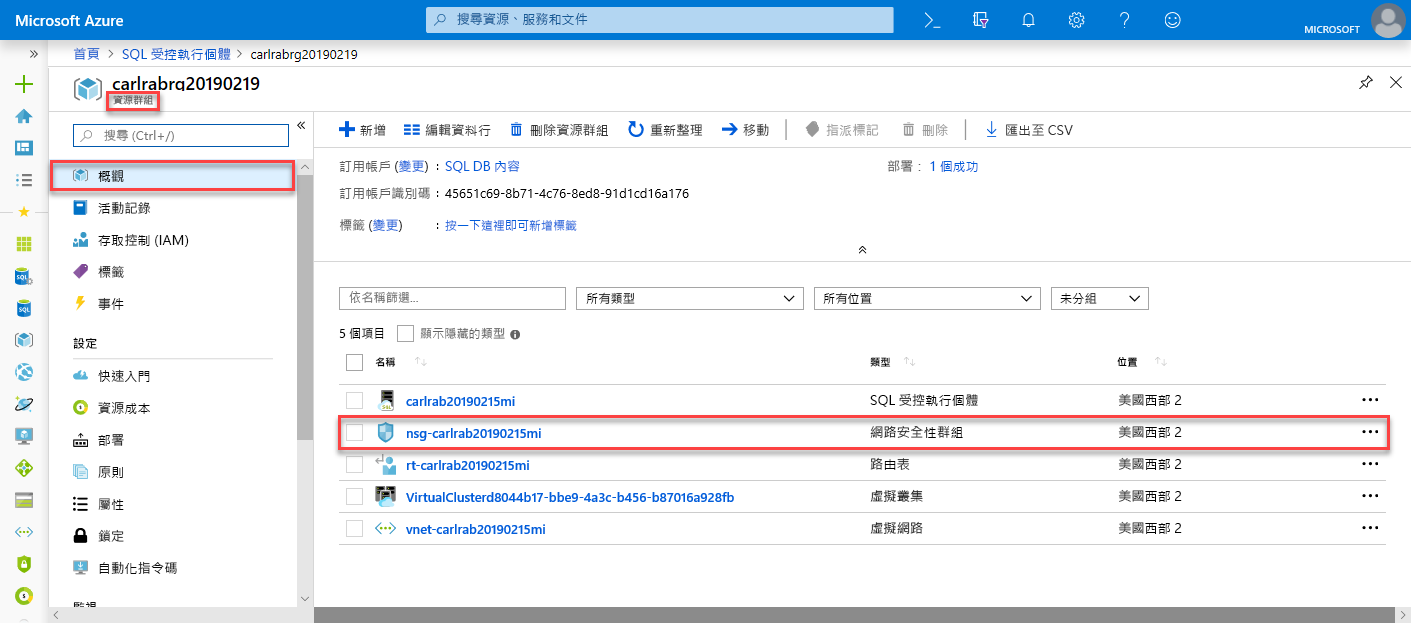 Microsoft Azure
搜尋資源、服務和文件
MICROSOFT
首頁 > SQL 受控執行個體 > carlrabrg20190219
carlrabrg20190219
資源群組
搜尋 (Ctrl+/)
概觀
活動記錄
存取控制 (IAM)
標籤
事件
設定
快速入門
資源成本
部署
原則
屬性
鎖定
自動化指令碼
監視
新增 編輯資料行 刪除資源群組 重新整理 移動 指派標記 刪除 匯出至 CSV
訂用帳戶 (變更) : SQL DB 內容
部署 : 1 個成功
訂用帳戶識別碼 : 45651c69-8b71-4c76-8ed8-91d1cd16a176
標籤 (變更) : 按一下這裡即可新增標籤
依名稱篩選... 所有類型 所有位置 未分組
5 個項目 顯示隱藏的類型
名稱 類型 位置
carlrab20190215mi SQL 受控執行個體 美國西部 2
nsg-carlrab20190215mi 網路安全性群組 美國西部 2
rt-carlrab20190215mi 路由表 美國西部 2
VirtualClusterd8044b17-bbe9-4a3c-b456-b87016a928fb 虛擬叢集 美國西部 2
vnet-carlrab20190215mi 虛擬網路 美國西部 2